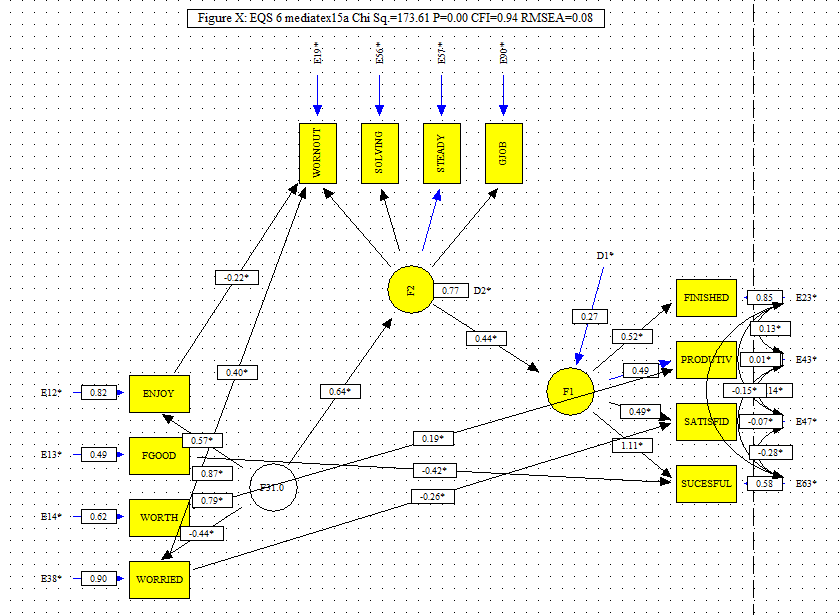 Figure X: EQS 6 mediatex15a Chi Sq.=173.61 P=0.00 CFI=0.94 RMSEA=0.08
E19*
E56*
E57*
E90*
WORNOUT
SOLVING
STEADY
GJOB
D1*
-0.22*
F2
0.77
D2*
FINISHED
0.85
E23*
0.27
0.13*
0.44*
0.52*
PRODUTIV
0.01*
E43*
0.40*
0.49
E12*
0.82
ENJOY
0.64*
F1
-0.15*
14*
0.49*
SATISFID
-0.07*
E47*
0.57*
0.19*
1.11*
E13*
0.49
FGOOD
-0.28*
0.87*
-0.42*
F31.0
SUCESFUL
0.58
E63*
0.79*
-0.26*
E14*
0.62
WORTH
-0.44*
E38*
0.90
WORRIED